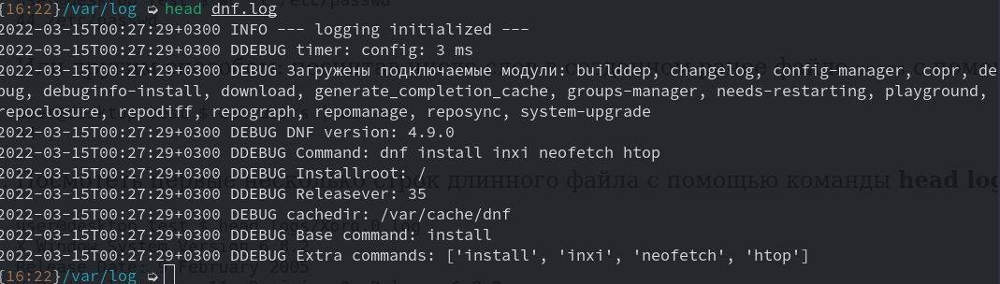 {16:22}/var/log ➭ head dnf.log
2022-03-15T00:27:29+0300 INFO --- logging initialized ---
2022-03-15T00:27:29+0300 DDEBUG timer: config: 3 ms
2022-03-15T00:27:29+0300 DEBUG Загружены подключаемые модули: builddep, changelog, config-manager, copr, de
bug, debuginfo-install, download, generate_completion_cache, groups-manager, needs-restarting, playground,
repoclosure, repodiff, repograph, repomanage, reposync, system-upgrade
2022-03-15T00:27:29+0300 DEBUG DNF version: 4.9.0
2022-03-15T00:27:29+0300 DDEBUG Command: dnf install inxi neofetch htop
2022-03-15T00:27:29+0300 DDEBUG Installroot: /
2022-03-15T00:27:29+0300 DDEBUG Releasever: 35
2022-03-15T00:27:29+0300 DEBUG cachedir: /var/cache/dnf
2022-03-15T00:27:29+0300 DDEBUG Base command: install
2022-03-15T00:27:29+0300 DDEBUG Extra commands: ['install', 'inxi', 'neofetch', 'htop']
{16:22}/var/log ➭